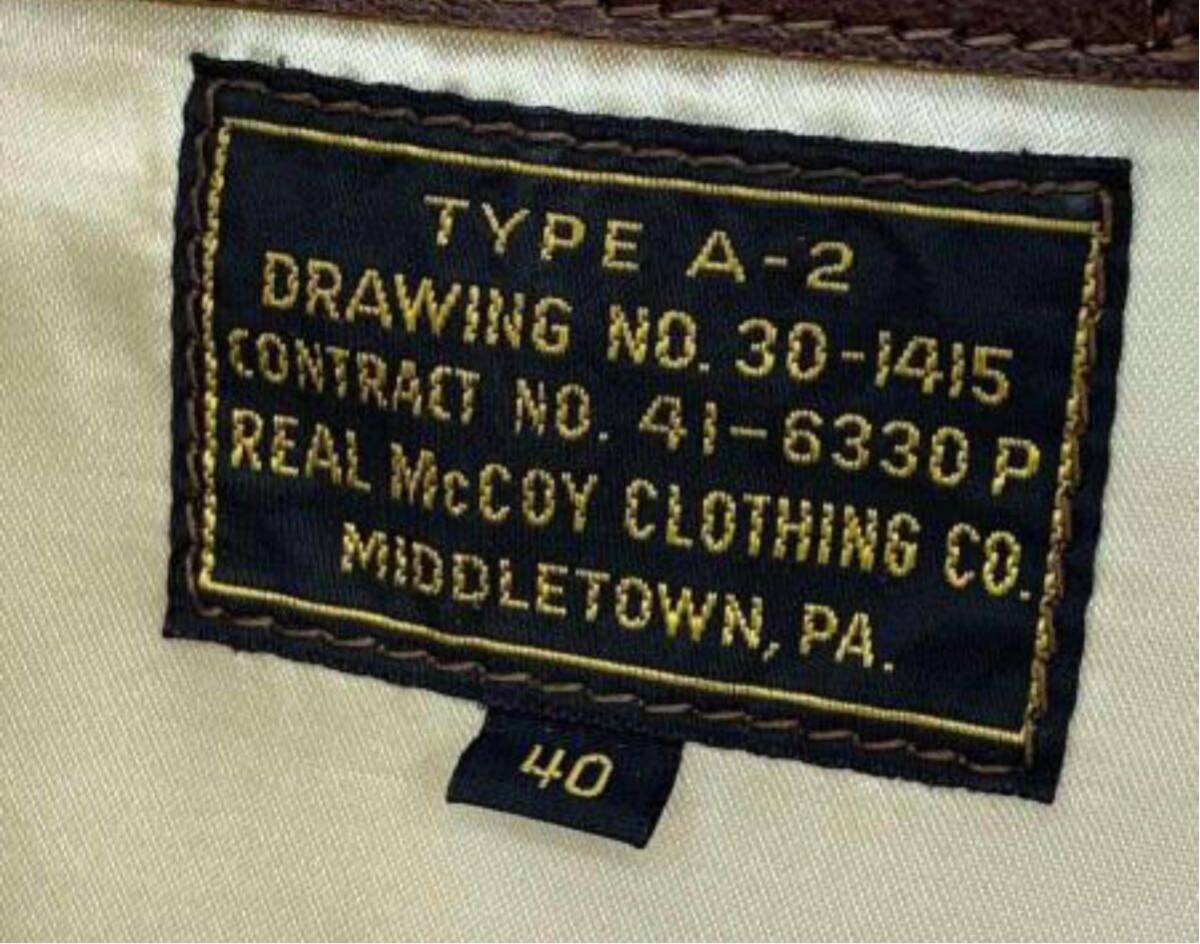 TYPE A-2
DRAWING NO. 30-1415
CONTRACT NO. 41-6330 P
REAL McCOY CLOTHING CO.
MIDDLETOWN, PA.
40